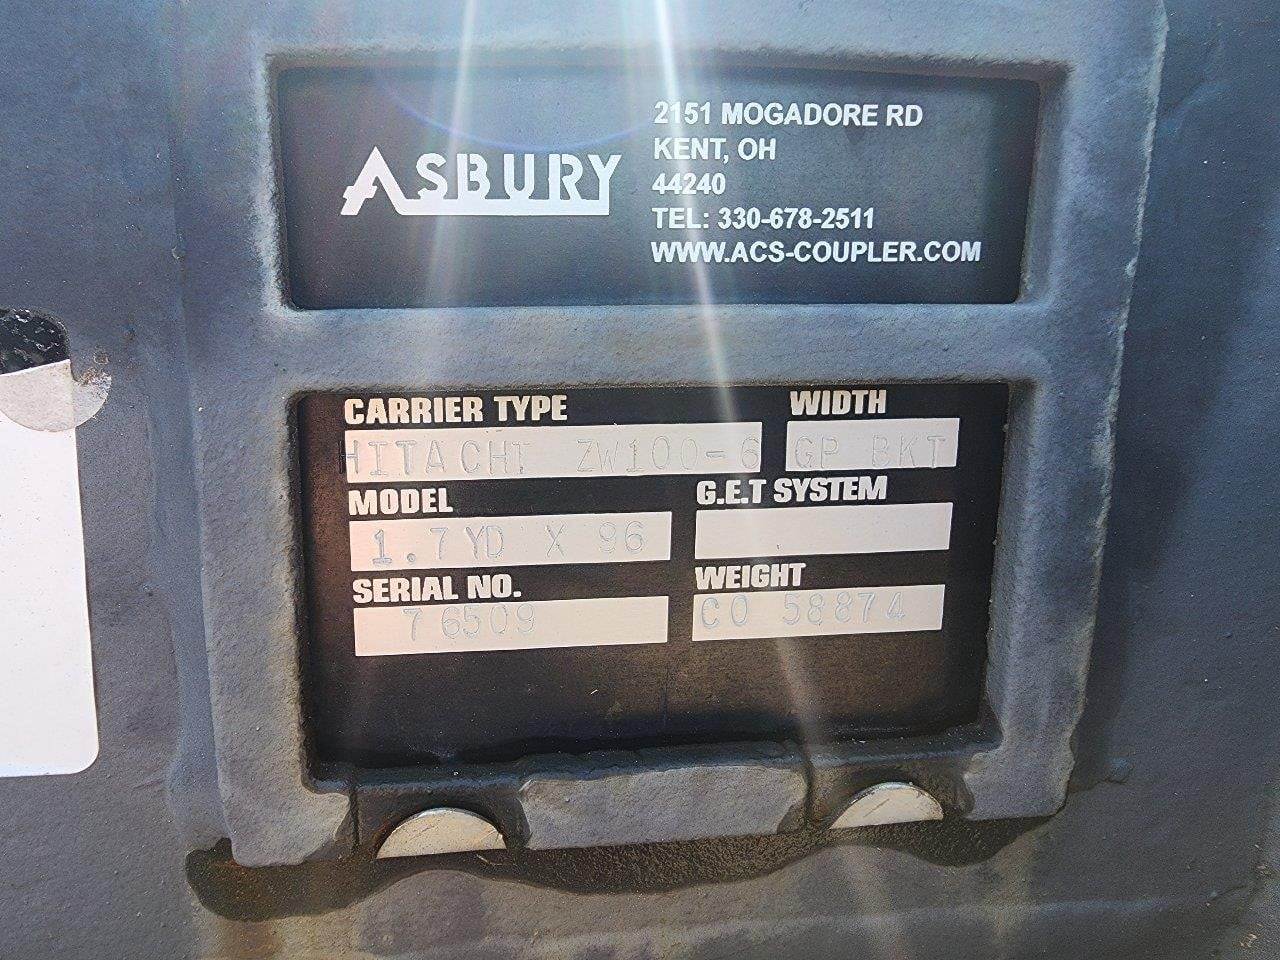 ASBURY
2151 MOGADORE RD
KENT, OH
44240
TEL: 330-678-2511
WWW.ACS-COUPLER.COM
CARRIER TYPE WIDTH
HITACHI ZW100-6 GP BKT
MODEL G.E.T SYSTEM
1.7YD X 96
SERIAL NO. WEIGHT
76509 CO 58874